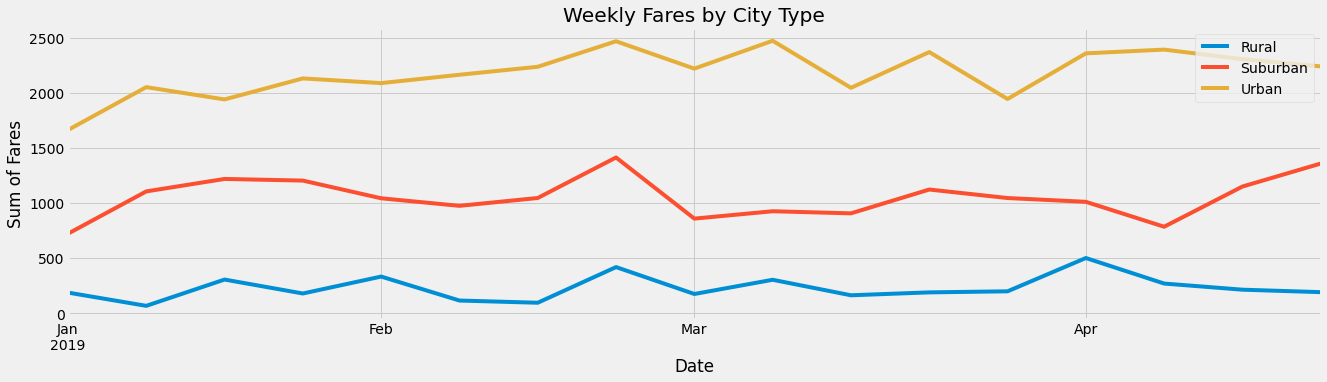 Weekly Fares by City Type
Rural
Suburban
Urban
Sum of Fares
2500
2000
1500
1000
500
0
Jan Feb Mar Apr
2019
Date